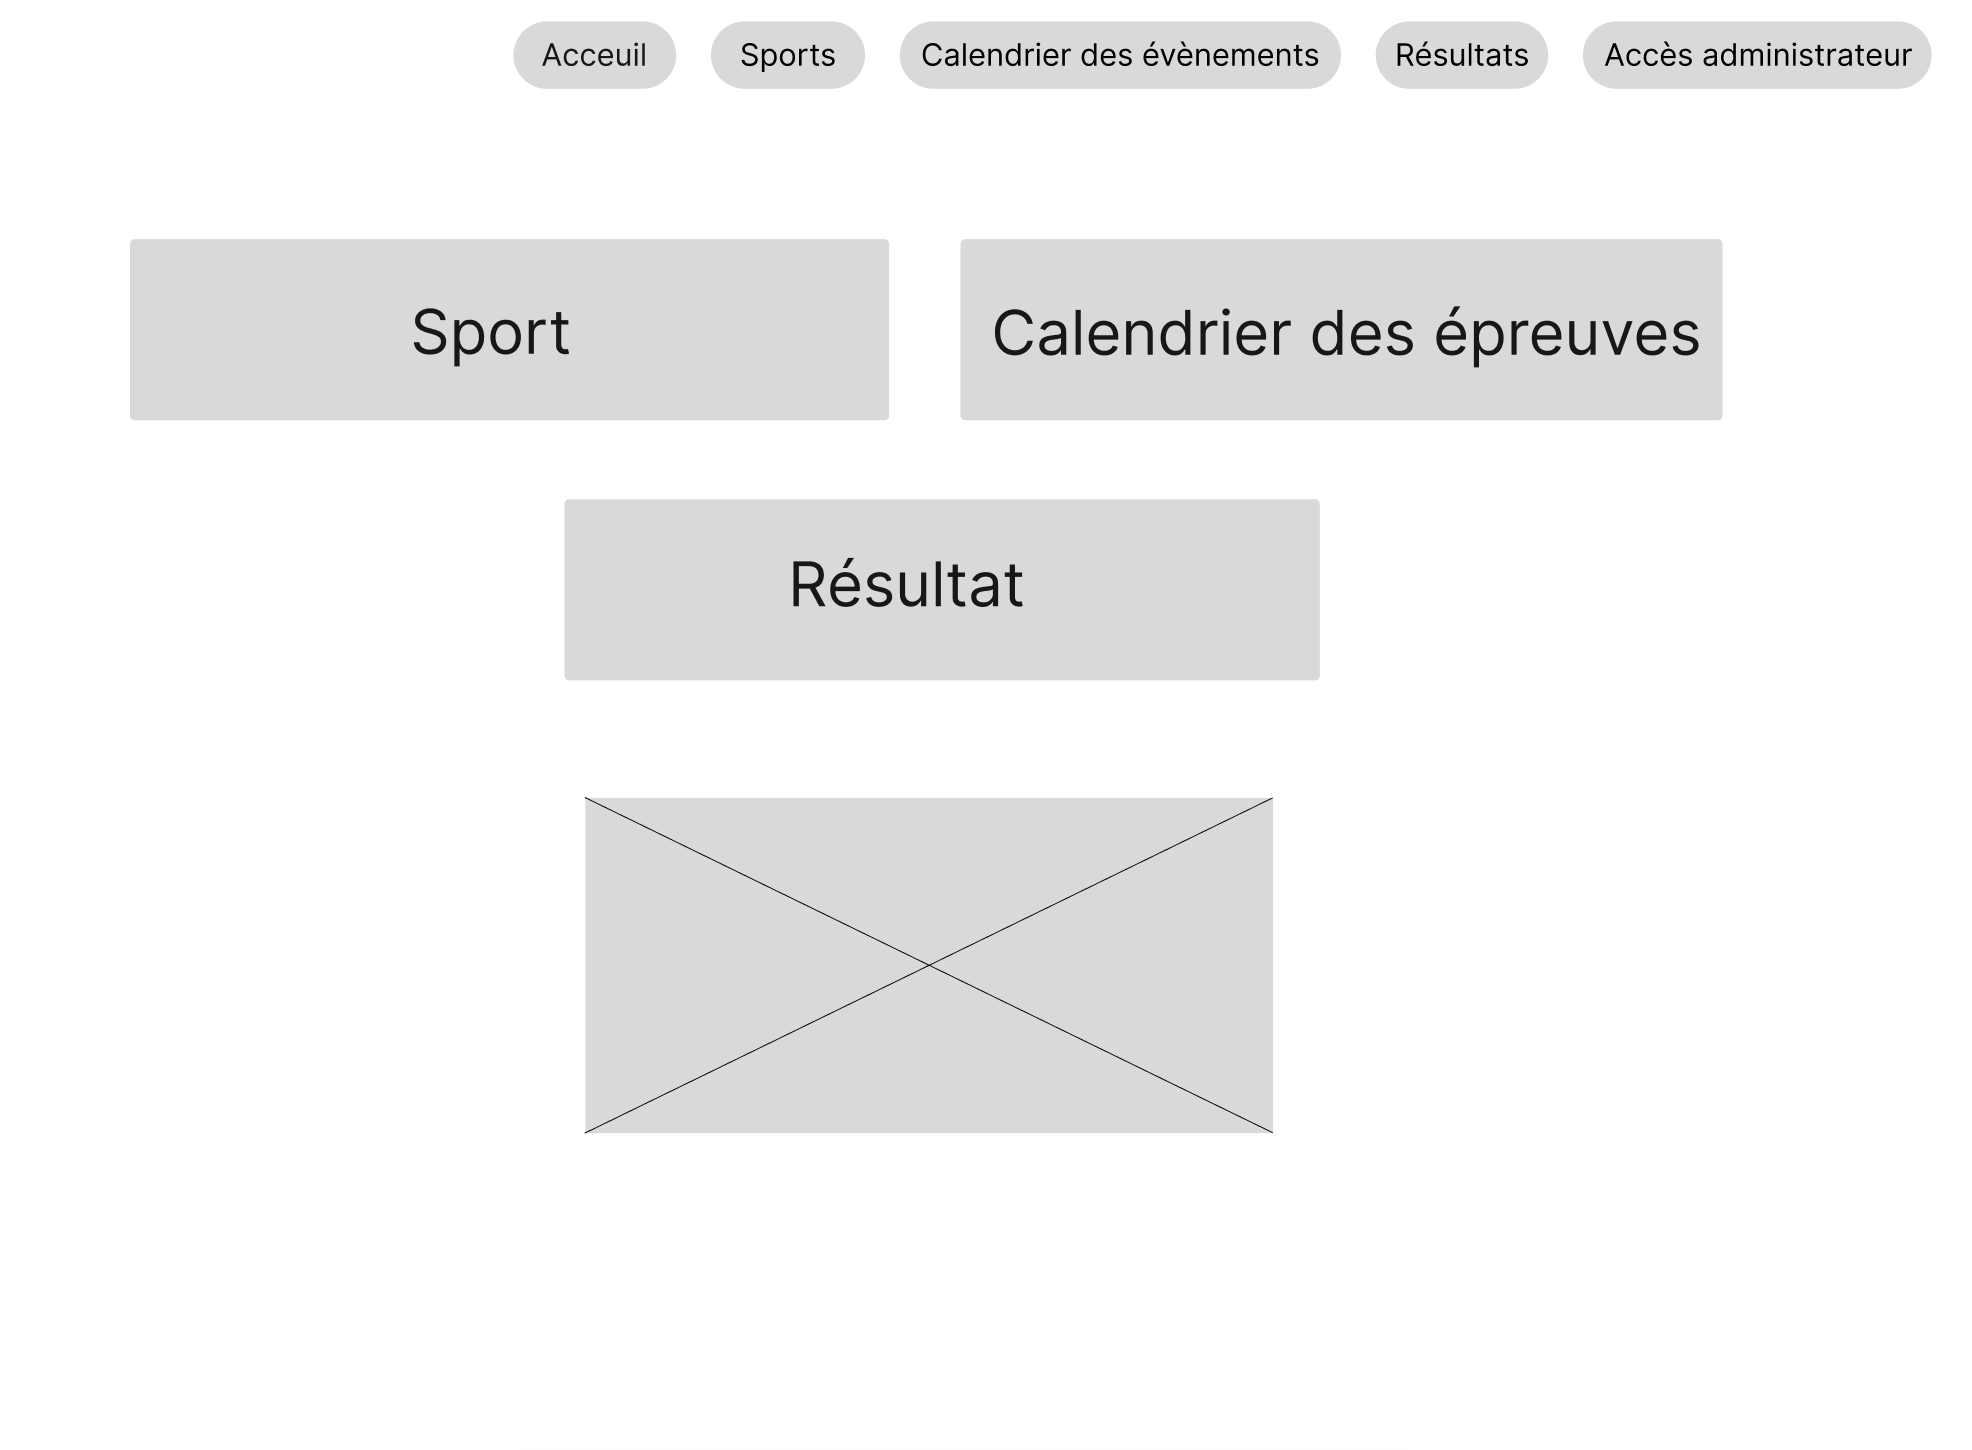 Acceuil
Sports
Calendrier des évènements
Résultats
Accès administrateur
Sport
Calendrier des épreuves
Résultat